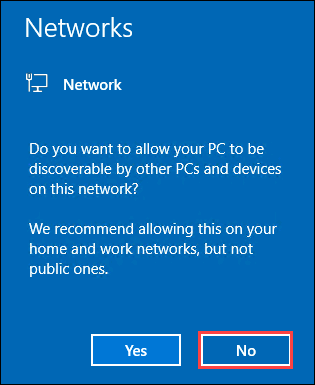 Networks
Network
Do you want to allow your PC to be
discoverable by other PCs and devices
on this network?
We recommend allowing this on your
home and work networks, but not
public ones.
Yes
No